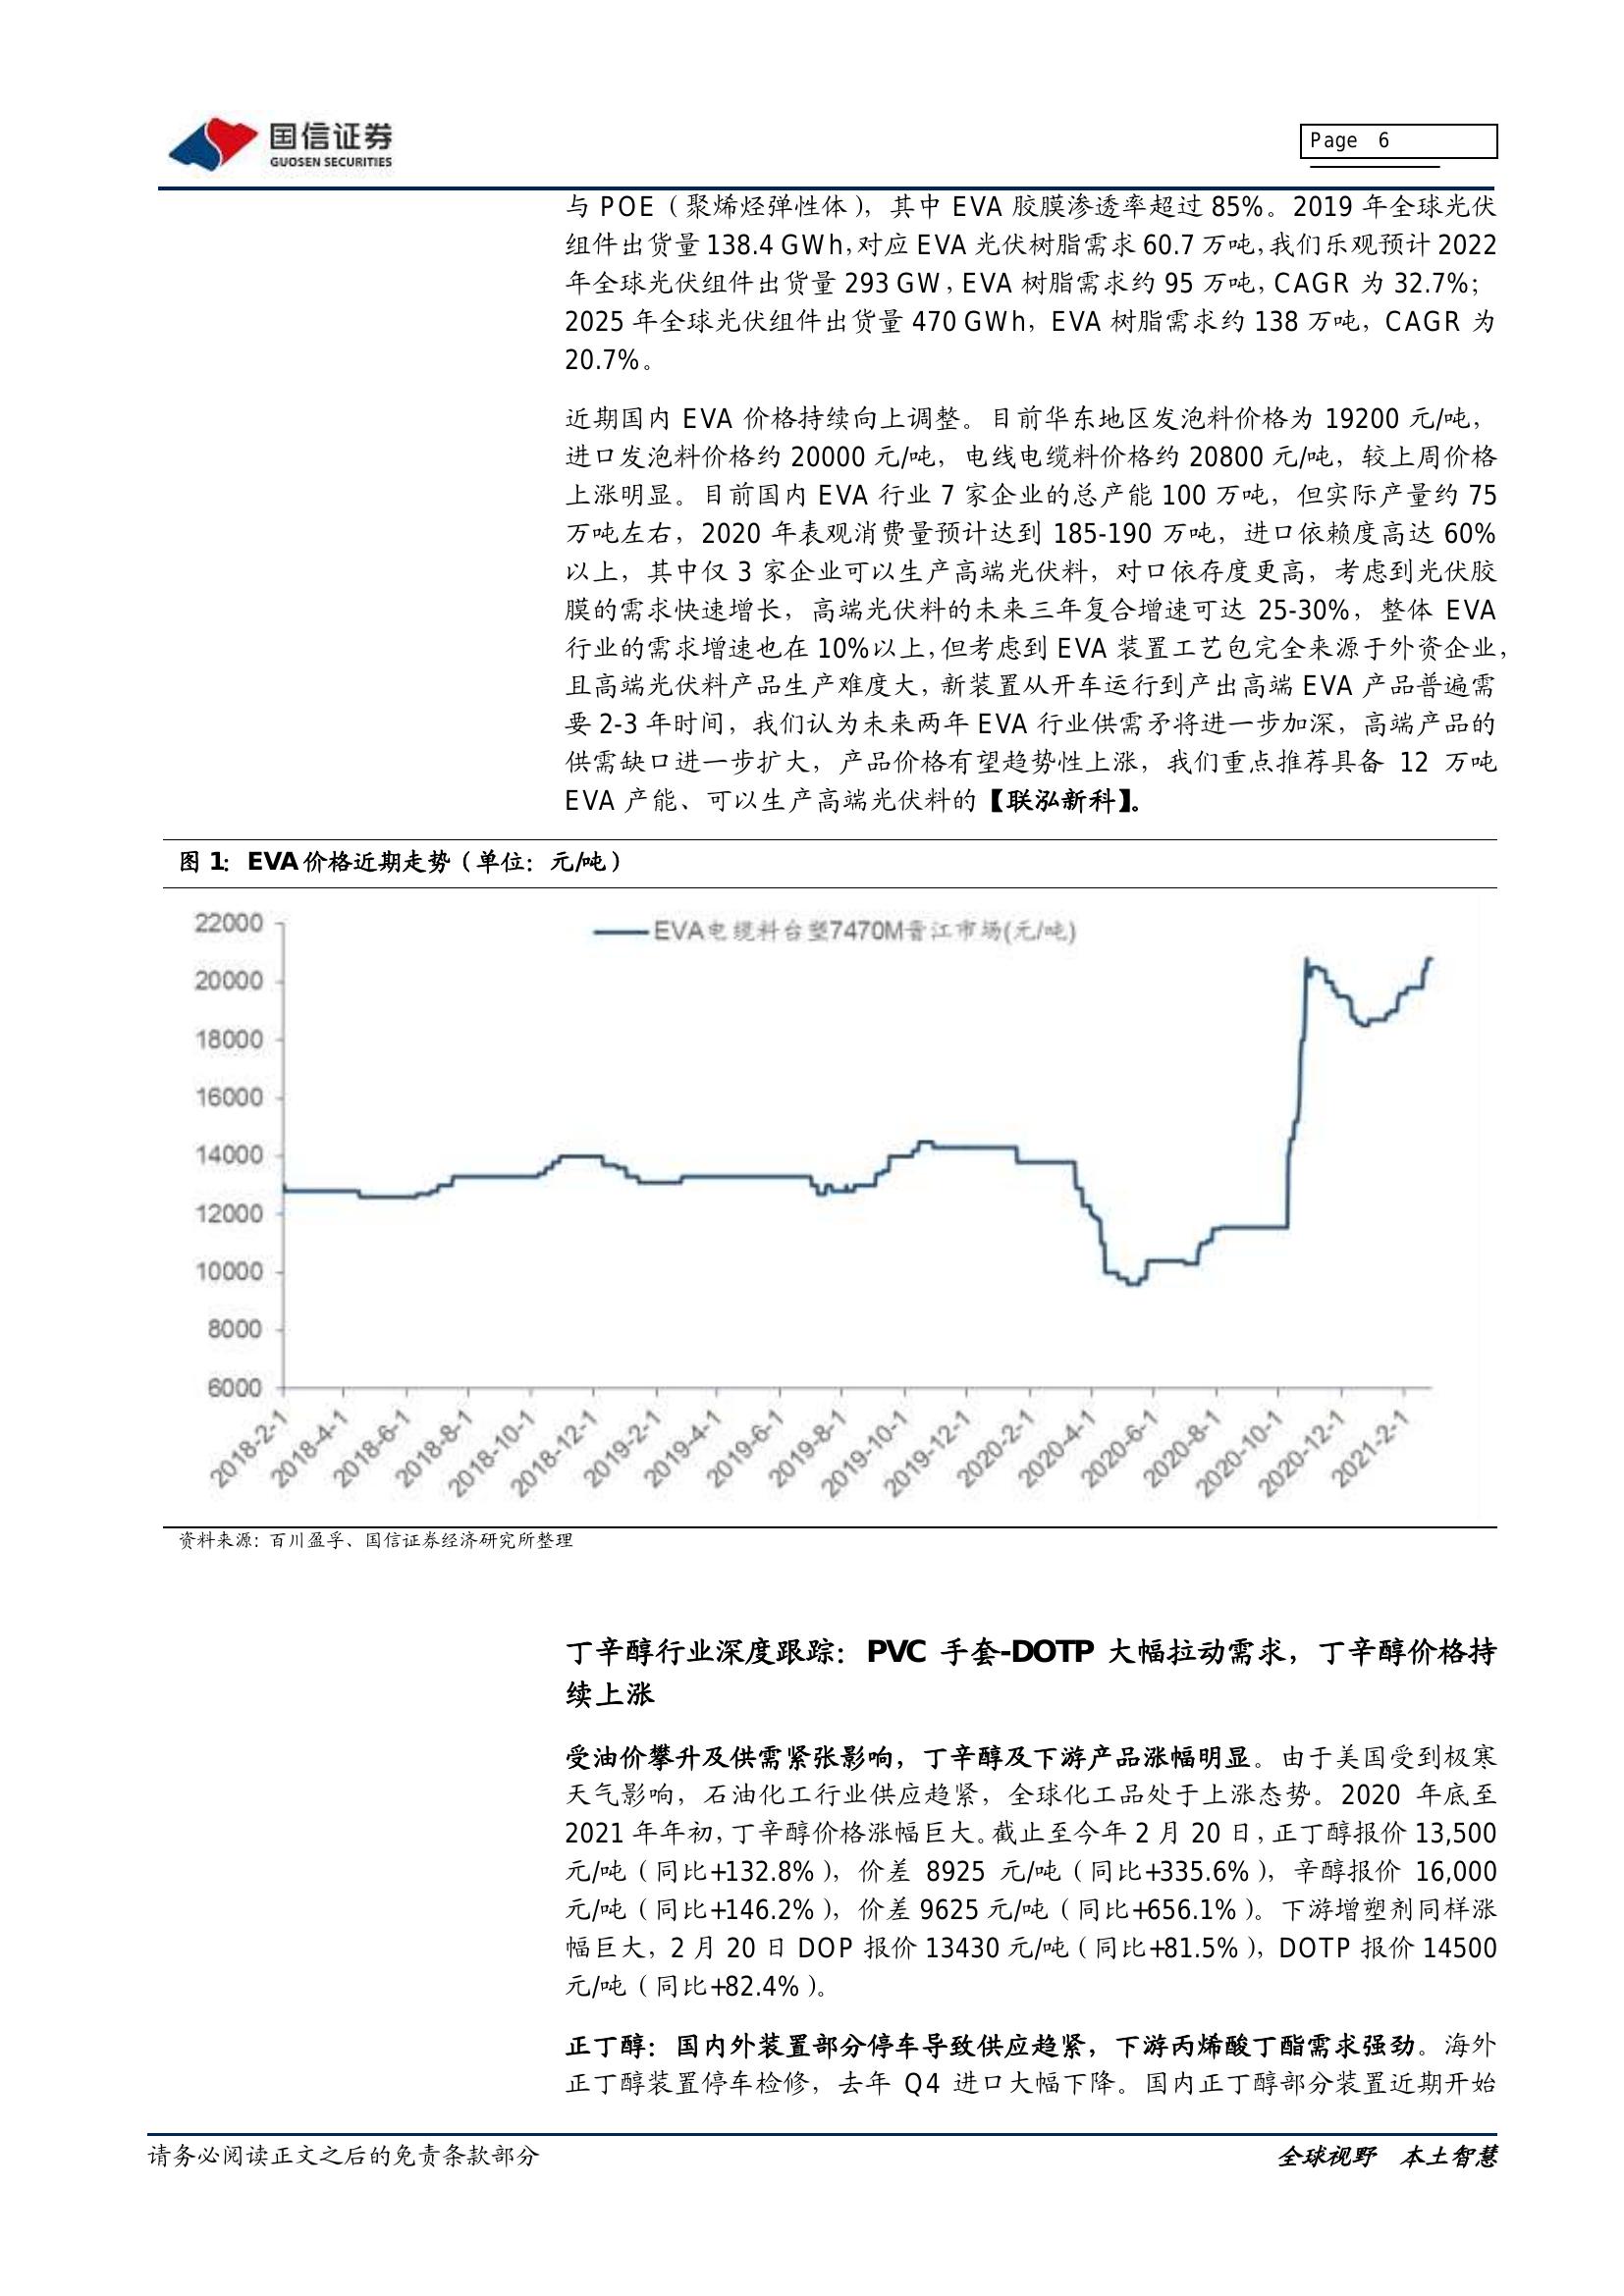 国信证券
GUOSEN SECURITIES
Page 6
与 POE（聚烯烃弹性体），其中 EVA 胶膜渗透率超过 85%。2019 年全球光伏
组件出货量 138.4 GWh，对应 EVA 光伏树脂需求 60.7 万吨，我们乐观预计 2022
年全球光伏组件出货量 293 GW，EVA 树脂需求约 95 万吨，CAGR 为 32.7%；
2025 年全球光伏组件出货量 470 GWh，EVA 树脂需求约 138 万吨，CAGR 为
20.7%。
近期国内 EVA 价格持续向上调整。目前华东地区发泡料价格为 19200 元/吨，
进口发泡料价格约 20000 元/吨，电线电缆料价格约 20800 元/吨，较上周价格
上涨明显。目前国内 EVA 行业 7 家企业的总产能 100 万吨，但实际产量约 75
万吨左右，2020 年表观消费量预计达到 185-190 万吨，进口依赖度高达 60%
以上，其中仅 3 家企业可以生产高端光伏料，对口依存度更高，考虑到光伏胶
膜的需求快速增长，高端光伏料的未来三年复合增速可达 25-30%，整体 EVA
行业的需求增速也在 10%以上，但考虑到 EVA 装置工艺包完全来源于外资企业，
且高端光伏料产品生产难度大，新装置从开车运行到产出高端 EVA 产品普遍需
要 2-3 年时间，我们认为未来两年 EVA 行业供需矛将进一步加深，高端产品的
供需缺口进一步扩大，产品价格有望趋势性上涨，我们重点推荐具备 12 万吨
EVA 产能、可以生产高端光伏料的【联泓新科】。
图 1：EVA价格近期走势（单位：元/吨）
EVA电缆料台塑7470M晋江市场(元/吨)
22000
20000
18000
16000
14000
12000
10000
8000
6000
2018-2-1
2018-4-1
2018-6-1
2018-8-1
2018-10-1
2018-12-1
2019-2-1
2019-4-1
2019-6-1
2019-8-1
2019-10-1
2019-12-1
2020-2-1
2020-4-1
2020-6-1
2020-8-1
2020-10-1
2020-12-1
2021-2-1
资料来源：百川盈孚、国信证券经济研究所整理
丁辛醇行业深度跟踪：PVC 手套-DOTP 大幅拉动需求，丁辛醇价格持
续上涨
受油价攀升及供需紧张影响，丁辛醇及下游产品涨幅明显。由于美国受到极寒
天气影响，石油化工行业供应趋紧，全球化工品处于上涨态势。2020 年底至
2021 年年初，丁辛醇价格涨幅巨大。截止至今年 2 月 20 日，正丁醇报价 13,500
元/吨（同比+132.8%），价差 8925 元/吨（同比+335.6%），辛醇报价 16,000
元/吨（同比+146.2%），价差 9625 元/吨（同比+656.1%）。下游增塑剂同样涨
幅巨大，2 月 20 日 DOP 报价 13430 元/吨（同比+81.5%），DOTP 报价 14500
元/吨（同比+82.4%）。
正丁醇：国内外装置部分停车导致供应趋紧，下游丙烯酸丁酯需求强劲。海外
正丁醇装置停车检修，去年 Q4 进口大幅下降。国内正丁醇部分装置近期开始
请务必阅读正文之后的免责条款部分
全球视野 本土智慧